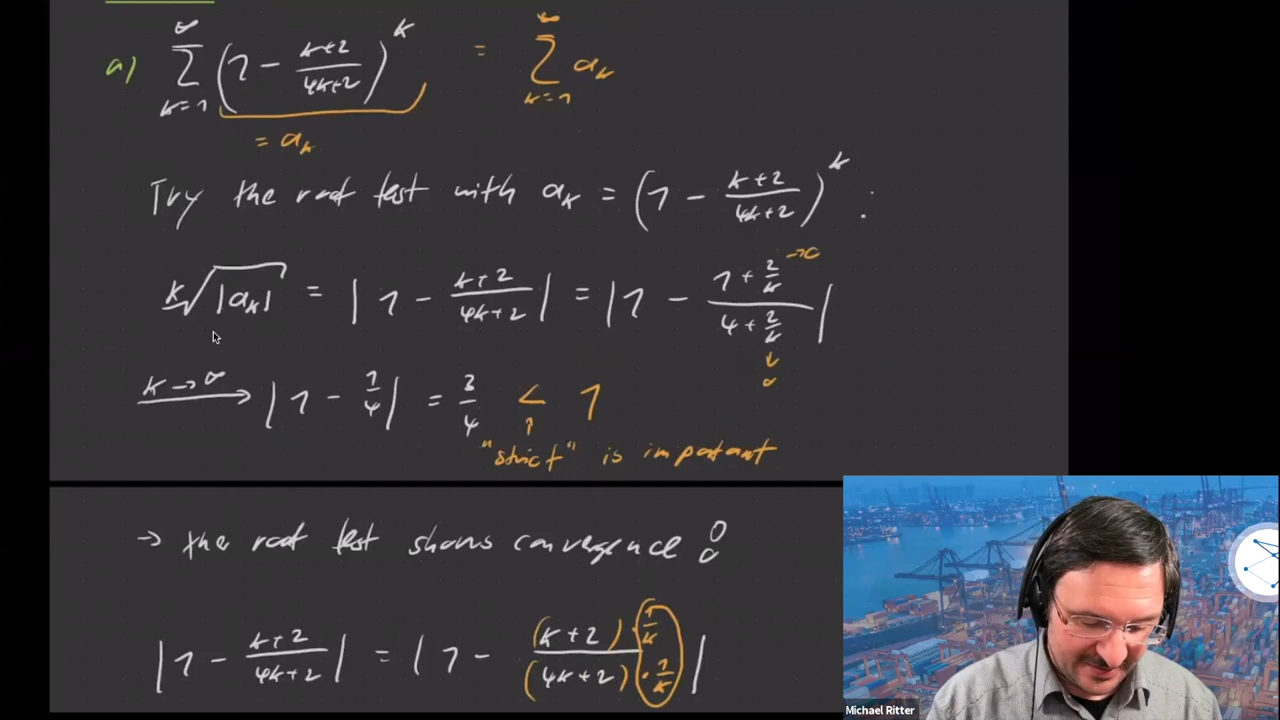 a) ∑_{k=1}^{∞} (1 - (k+2)/(4k+2))^k = ∑_{k=1}^{∞} a_k
= a_k
Try the root test with a_k = (1 - (k+2)/(4k+2))^k :
k√|a_k| = |1 - (k+2)/(4k+2)| = |1 - (1 + 2/k)/(4 + 2/k)| →0 ↓ 0
k→∞ ⟶ |1 - 1/4| = 3/4 < 1
↑
"strict" is important
→ the root test shows convergence !
|1 - (k+2)/(4k+2)| = |1 - ((k+2) · 1/k)/((4k+2) · 1/k)|
Michael Ritter